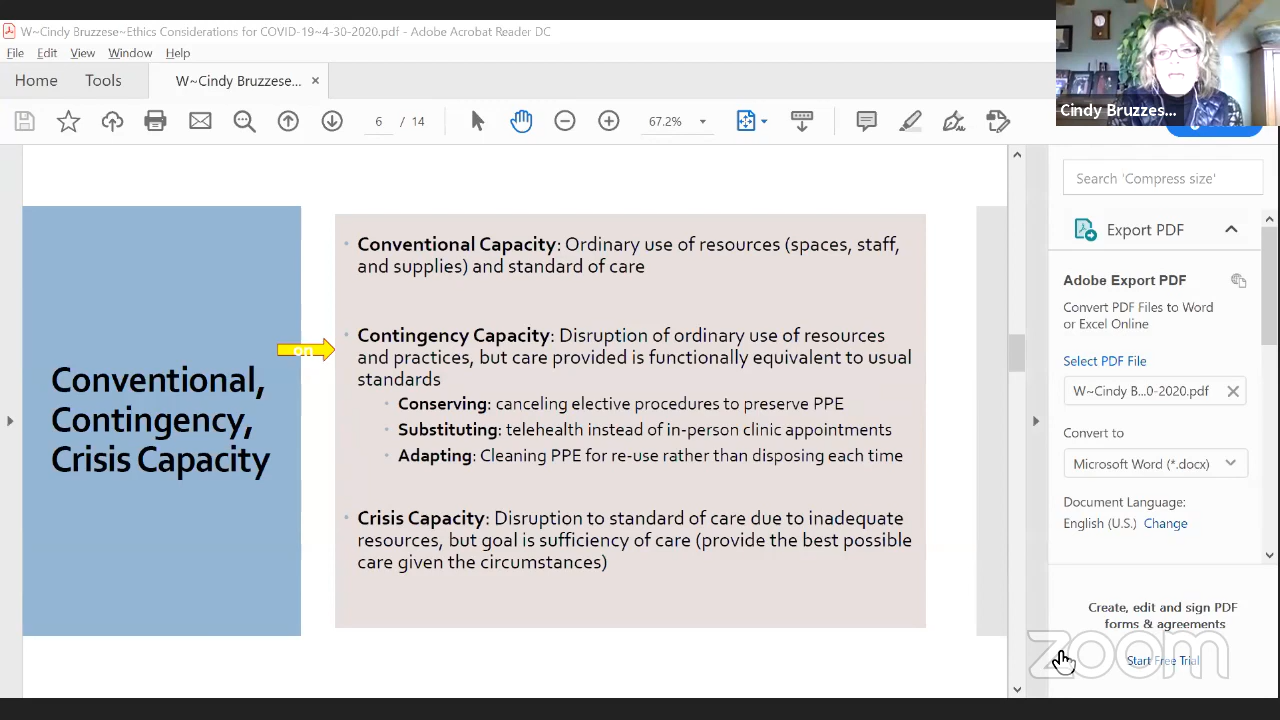 W~Cindy Bruzzese~Ethics Considerations for COVID-19~4-30-2020.pdf - Adobe Acrobat Reader DC
File Edit View Window Help
Home Tools W~Cindy Bruzzese... ×
6 / 14 67.2%
Cindy Bruzzes...
Conventional,
Contingency,
Crisis Capacity
on
• Conventional Capacity: Ordinary use of resources (spaces, staff,
and supplies) and standard of care
• Contingency Capacity: Disruption of ordinary use of resources
and practices, but care provided is functionally equivalent to usual
standards
• Conserving: canceling elective procedures to preserve PPE
• Substituting: telehealth instead of in-person clinic appointments
• Adapting: Cleaning PPE for re-use rather than disposing each time
• Crisis Capacity: Disruption to standard of care due to inadequate
resources, but goal is sufficiency of care (provide the best possible
care given the circumstances)
Search 'Compress size'
Export PDF
Adobe Export PDF
Convert PDF Files to Word
or Excel Online
Select PDF File
W~Cindy B...0-2020.pdf
Convert to
Microsoft Word (*.docx)
Document Language:
English (U.S.) Change
Create, edit and sign PDF
forms & agreements
Start Free Trial
zoom